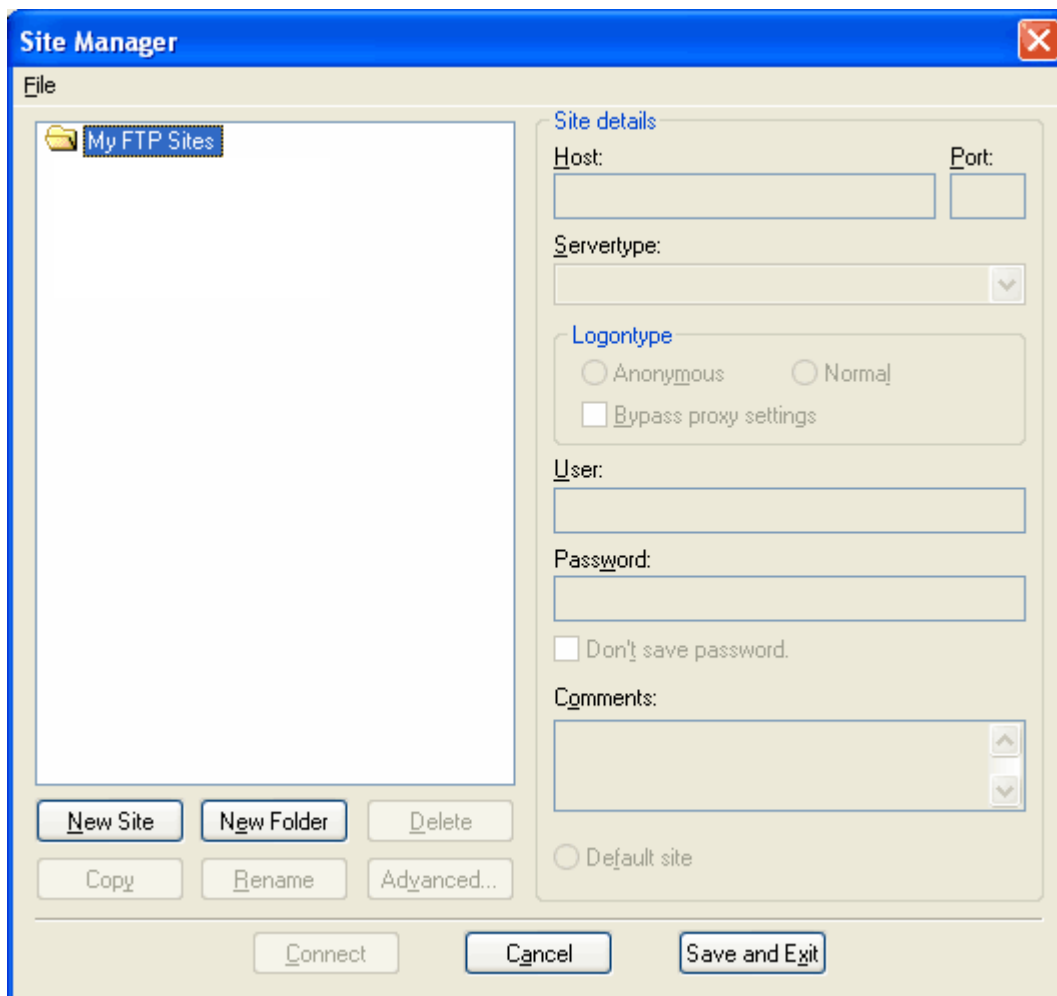 Site Manager
File
My FTP Sites
Site details
Host: Port:
Servertype:
Logontype
Anonymous Normal
Bypass proxy settings
User:
Password:
Don't save password.
Comments:
Default site
New Site New Folder Delete
Copy Rename Advanced...
Connect Cancel Save and Exit